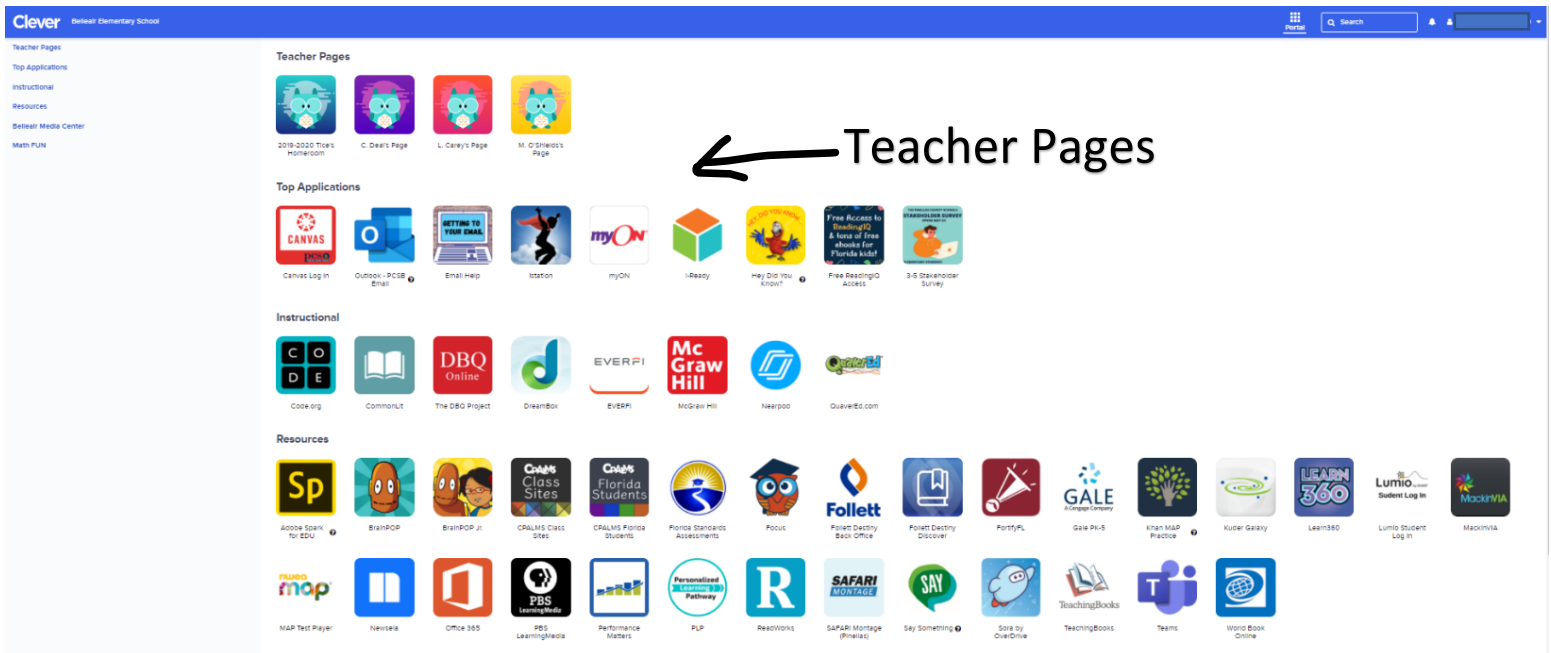 Clever Belleair Elementary School
Portal
Search
Teacher Pages
Top Applications
Instructional
Resources
Belleair Media Center
Math FUN
Teacher Pages
2019-2020 Tice's Homeroom
C. Deal's Page
L. Carey's Page
M. O'Shields's Page
Teacher Pages
Top Applications
CANVAS
pcsb
GETTING TO
YOUR EMAIL
myON
HEY, DID YOU KNOW
Free Access to
ReadingIQ
& tons of free
ebooks for
Florida kids!
STAKEHOLDER SURVEY
Canvas Log In
Outlook - PCSB Email
Email Help
Istation
myON
i-Ready
Hey Did You Know?
Free ReadingIQ Access
3-5 Stakeholder Survey
Instructional
CODE
DBQ
Online
EVERFI
Mc
Graw
Hill
QuaverEd
Code.org
CommonLit
The DBQ Project
DreamBox
EVERFI
McGraw Hill
Nearpod
QuaverEd.com
Resources
Sp
CPALMS
Class
Sites
CPALMS
Florida
Students
Follett
GALE
A Cengage Company
LEARN
360
Lumio
Sudent Log In
MackinVIA
Adobe Spark for EDU
BrainPOP
BrainPOP Jr.
CPALMS Class Sites
CPALMS Florida Students
Florida Standards Assessments
Focus
Follett Destiny Back Office
Follett Destiny Discover
FortifyFL
Gale PK-5
Khan MAP Practice
Kuder Galaxy
Learn360
Lumio Student Log In
MackinVIA
nwea
map
PBS
LearningMedia
Personalized
Learning
Pathway
R
SAFARI
MONTAGE
SAY
TeachingBooks
T
MAP Test Player
Newsela
Office 365
PBS LearningMedia
Performance Matters
PLP
ReadWorks
SAFARI Montage (Pinellas)
Say Something
Sora by OverDrive
TeachingBooks
Teams
World Book Online